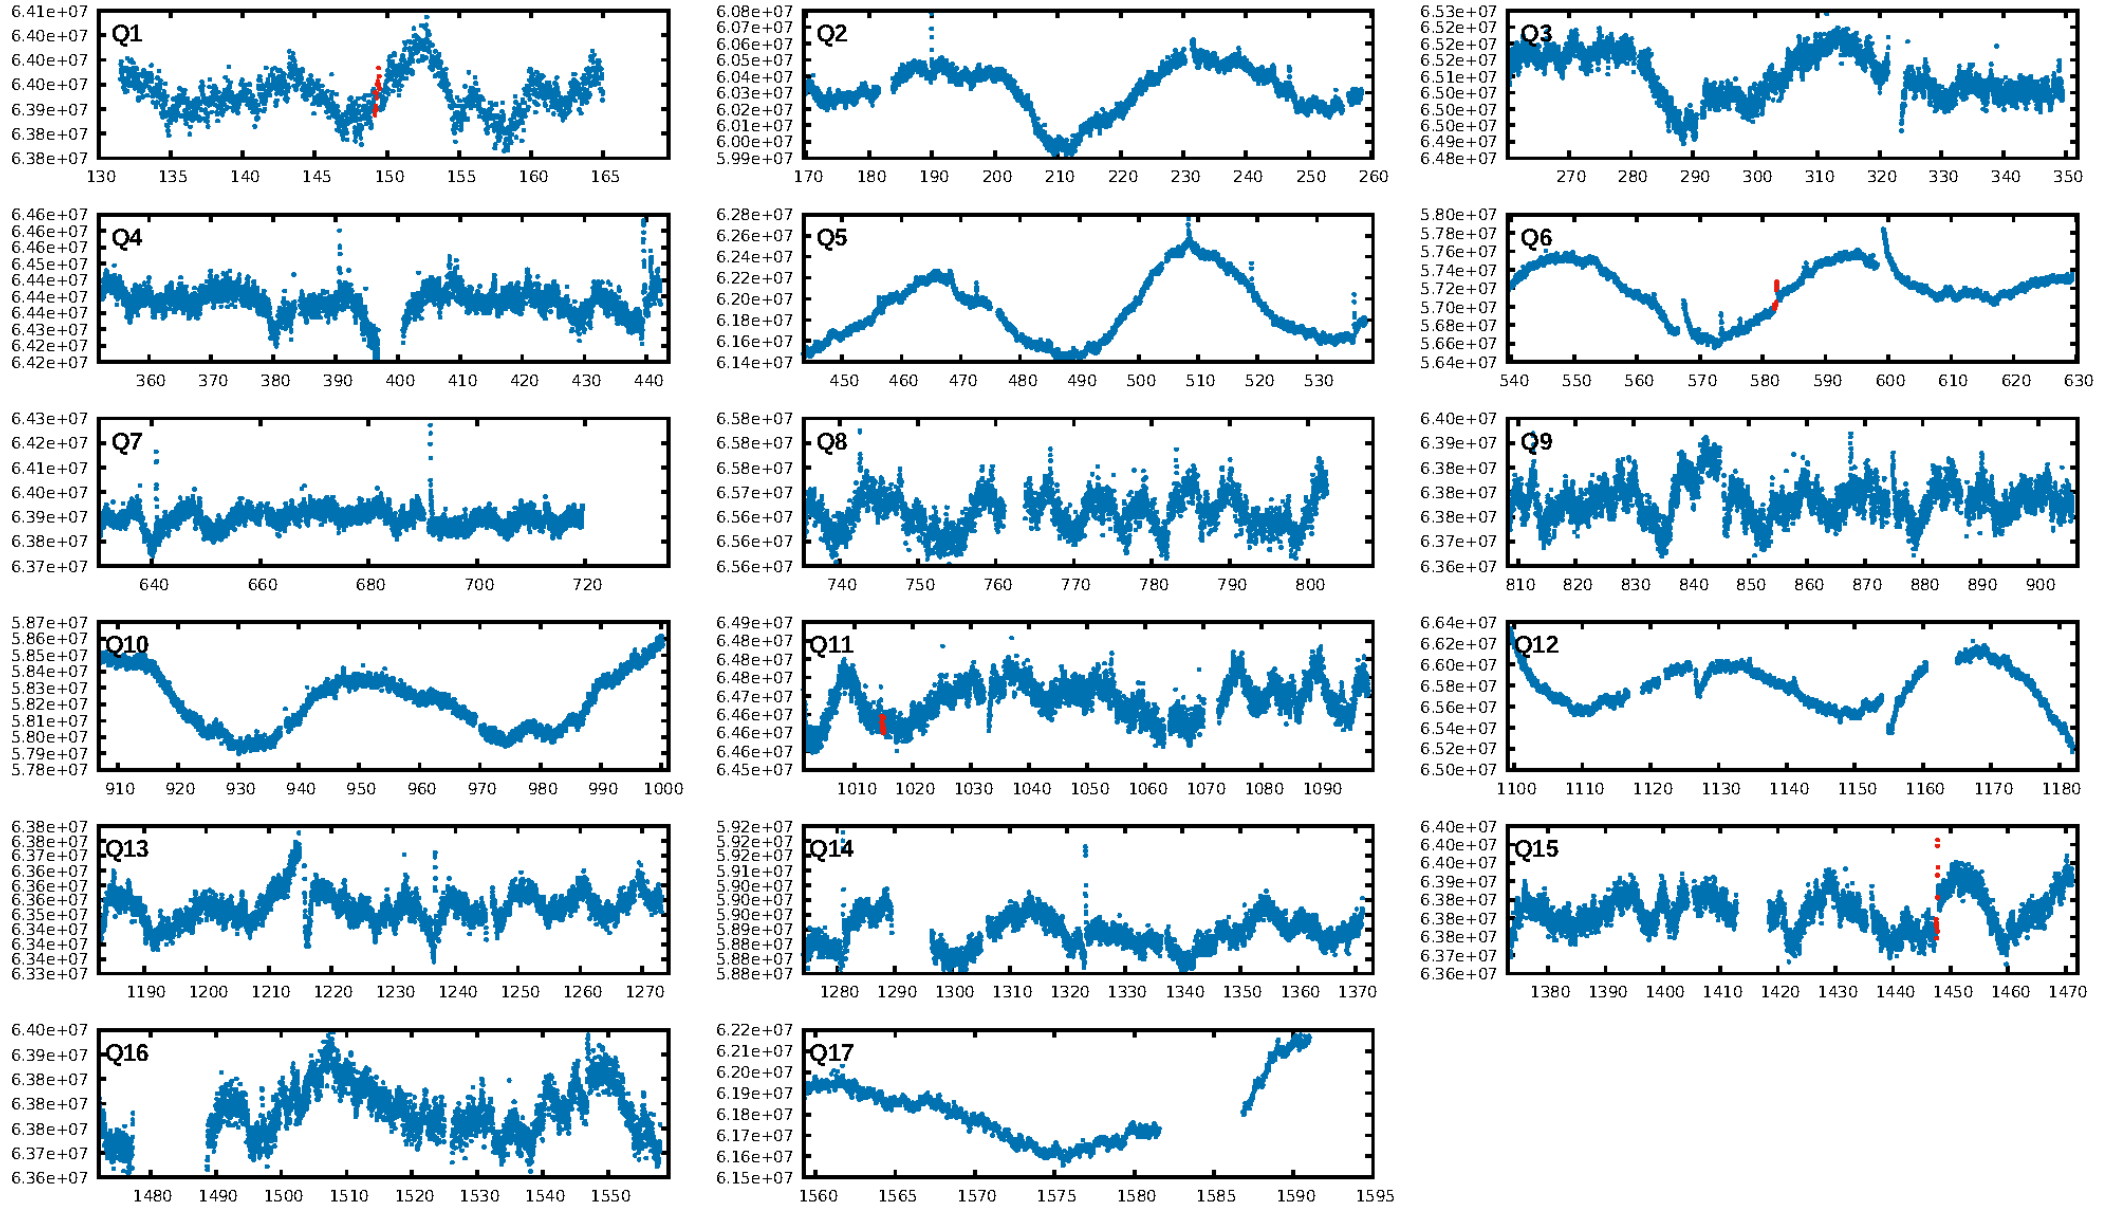 Q1
6.41e+07
6.40e+07
6.40e+07
6.40e+07
6.39e+07
6.38e+07
6.38e+07
130 135 140 145 150 155 160 165
Q2
6.08e+07
6.07e+07
6.06e+07
6.05e+07
6.04e+07
6.03e+07
6.02e+07
6.01e+07
6.00e+07
5.99e+07
170 180 190 200 210 220 230 240 250 260
Q3
6.53e+07
6.52e+07
6.52e+07
6.51e+07
6.50e+07
6.50e+07
6.49e+07
6.48e+07
270 280 290 300 310 320 330 340 350
Q4
6.46e+07
6.46e+07
6.45e+07
6.45e+07
6.44e+07
6.44e+07
6.43e+07
6.43e+07
6.42e+07
6.42e+07
360 370 380 390 400 410 420 430 440
Q5
6.28e+07
6.26e+07
6.24e+07
6.22e+07
6.20e+07
6.18e+07
6.16e+07
6.14e+07
450 460 470 480 490 500 510 520 530
Q6
5.80e+07
5.78e+07
5.76e+07
5.74e+07
5.72e+07
5.70e+07
5.68e+07
5.66e+07
5.64e+07
540 550 560 570 580 590 600 610 620 630
Q7
6.43e+07
6.42e+07
6.41e+07
6.40e+07
6.39e+07
6.38e+07
6.37e+07
640 660 680 700 720
Q8
6.58e+07
6.58e+07
6.58e+07
6.57e+07
6.56e+07
6.56e+07
6.56e+07
740 750 760 770 780 790 800
Q9
6.40e+07
6.39e+07
6.38e+07
6.38e+07
6.38e+07
6.37e+07
6.36e+07
810 820 830 840 850 860 870 880 890 900
Q10
5.87e+07
5.86e+07
5.85e+07
5.84e+07
5.83e+07
5.82e+07
5.81e+07
5.80e+07
5.79e+07
5.78e+07
910 920 930 940 950 960 970 980 990 1000
Q11
6.49e+07
6.48e+07
6.48e+07
6.48e+07
6.47e+07
6.46e+07
6.46e+07
6.46e+07
6.45e+07
1010 1020 1030 1040 1050 1060 1070 1080 1090
Q12
6.64e+07
6.62e+07
6.60e+07
6.58e+07
6.56e+07
6.54e+07
6.52e+07
6.50e+07
1100 1110 1120 1130 1140 1150 1160 1170 1180
Q13
6.38e+07
6.37e+07
6.37e+07
6.36e+07
6.36e+07
6.35e+07
6.34e+07
6.34e+07
6.33e+07
1190 1200 1210 1220 1230 1240 1250 1260 1270
Q14
5.92e+07
5.92e+07
5.91e+07
5.90e+07
5.90e+07
5.90e+07
5.89e+07
5.88e+07
5.88e+07
5.88e+07
1280 1290 1300 1310 1320 1330 1340 1350 1360 1370
Q15
6.40e+07
6.40e+07
6.40e+07
6.39e+07
6.38e+07
6.38e+07
6.38e+07
6.37e+07
6.36e+07
1380 1390 1400 1410 1420 1430 1440 1450 1460 1470
Q16
6.40e+07
6.39e+07
6.38e+07
6.38e+07
6.38e+07
6.37e+07
6.36e+07
1480 1490 1500 1510 1520 1530 1540 1550
Q17
6.22e+07
6.21e+07
6.20e+07
6.19e+07
6.18e+07
6.17e+07
6.16e+07
6.15e+07
1560 1565 1570 1575 1580 1585 1590 1595